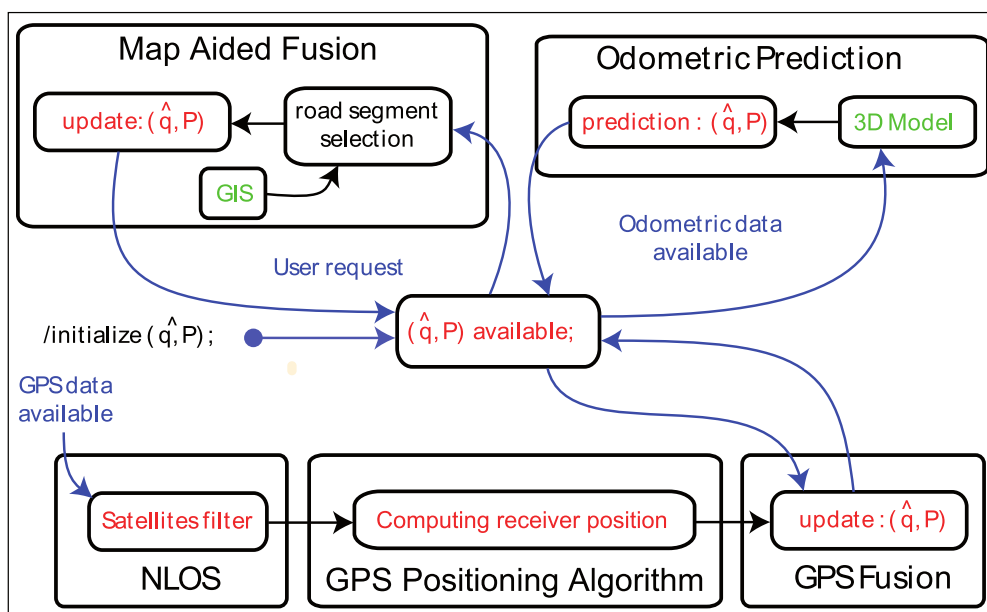 Map Aided Fusion
update: (q̂, P)
road segment
selection
GIS
Odometric Prediction
prediction : (q̂, P)
3D Model
User request
Odometric data
available
/initialize (q̂, P) ;
(q̂, P) available;
GPS data
available
Satellites filter
NLOS
Computing receiver position
GPS Positioning Algorithm
update : (q̂, P)
GPS Fusion